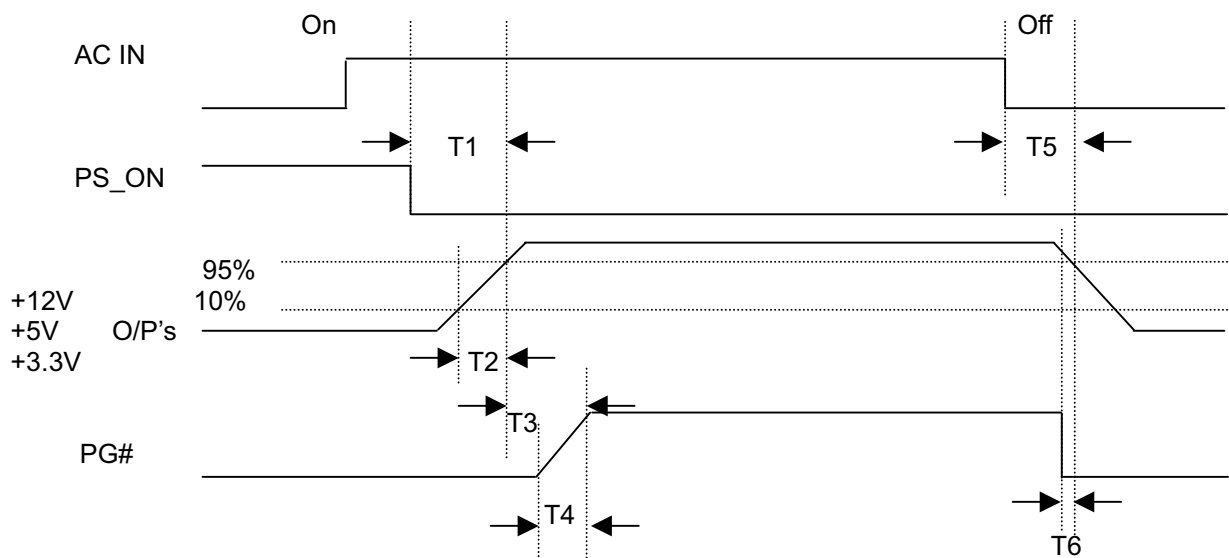 On
Off
AC IN
T1
T5
PS_ON
95%
+12V
10%
+5V
O/P’s
+3.3V
T2
T3
PG#
T4
T6